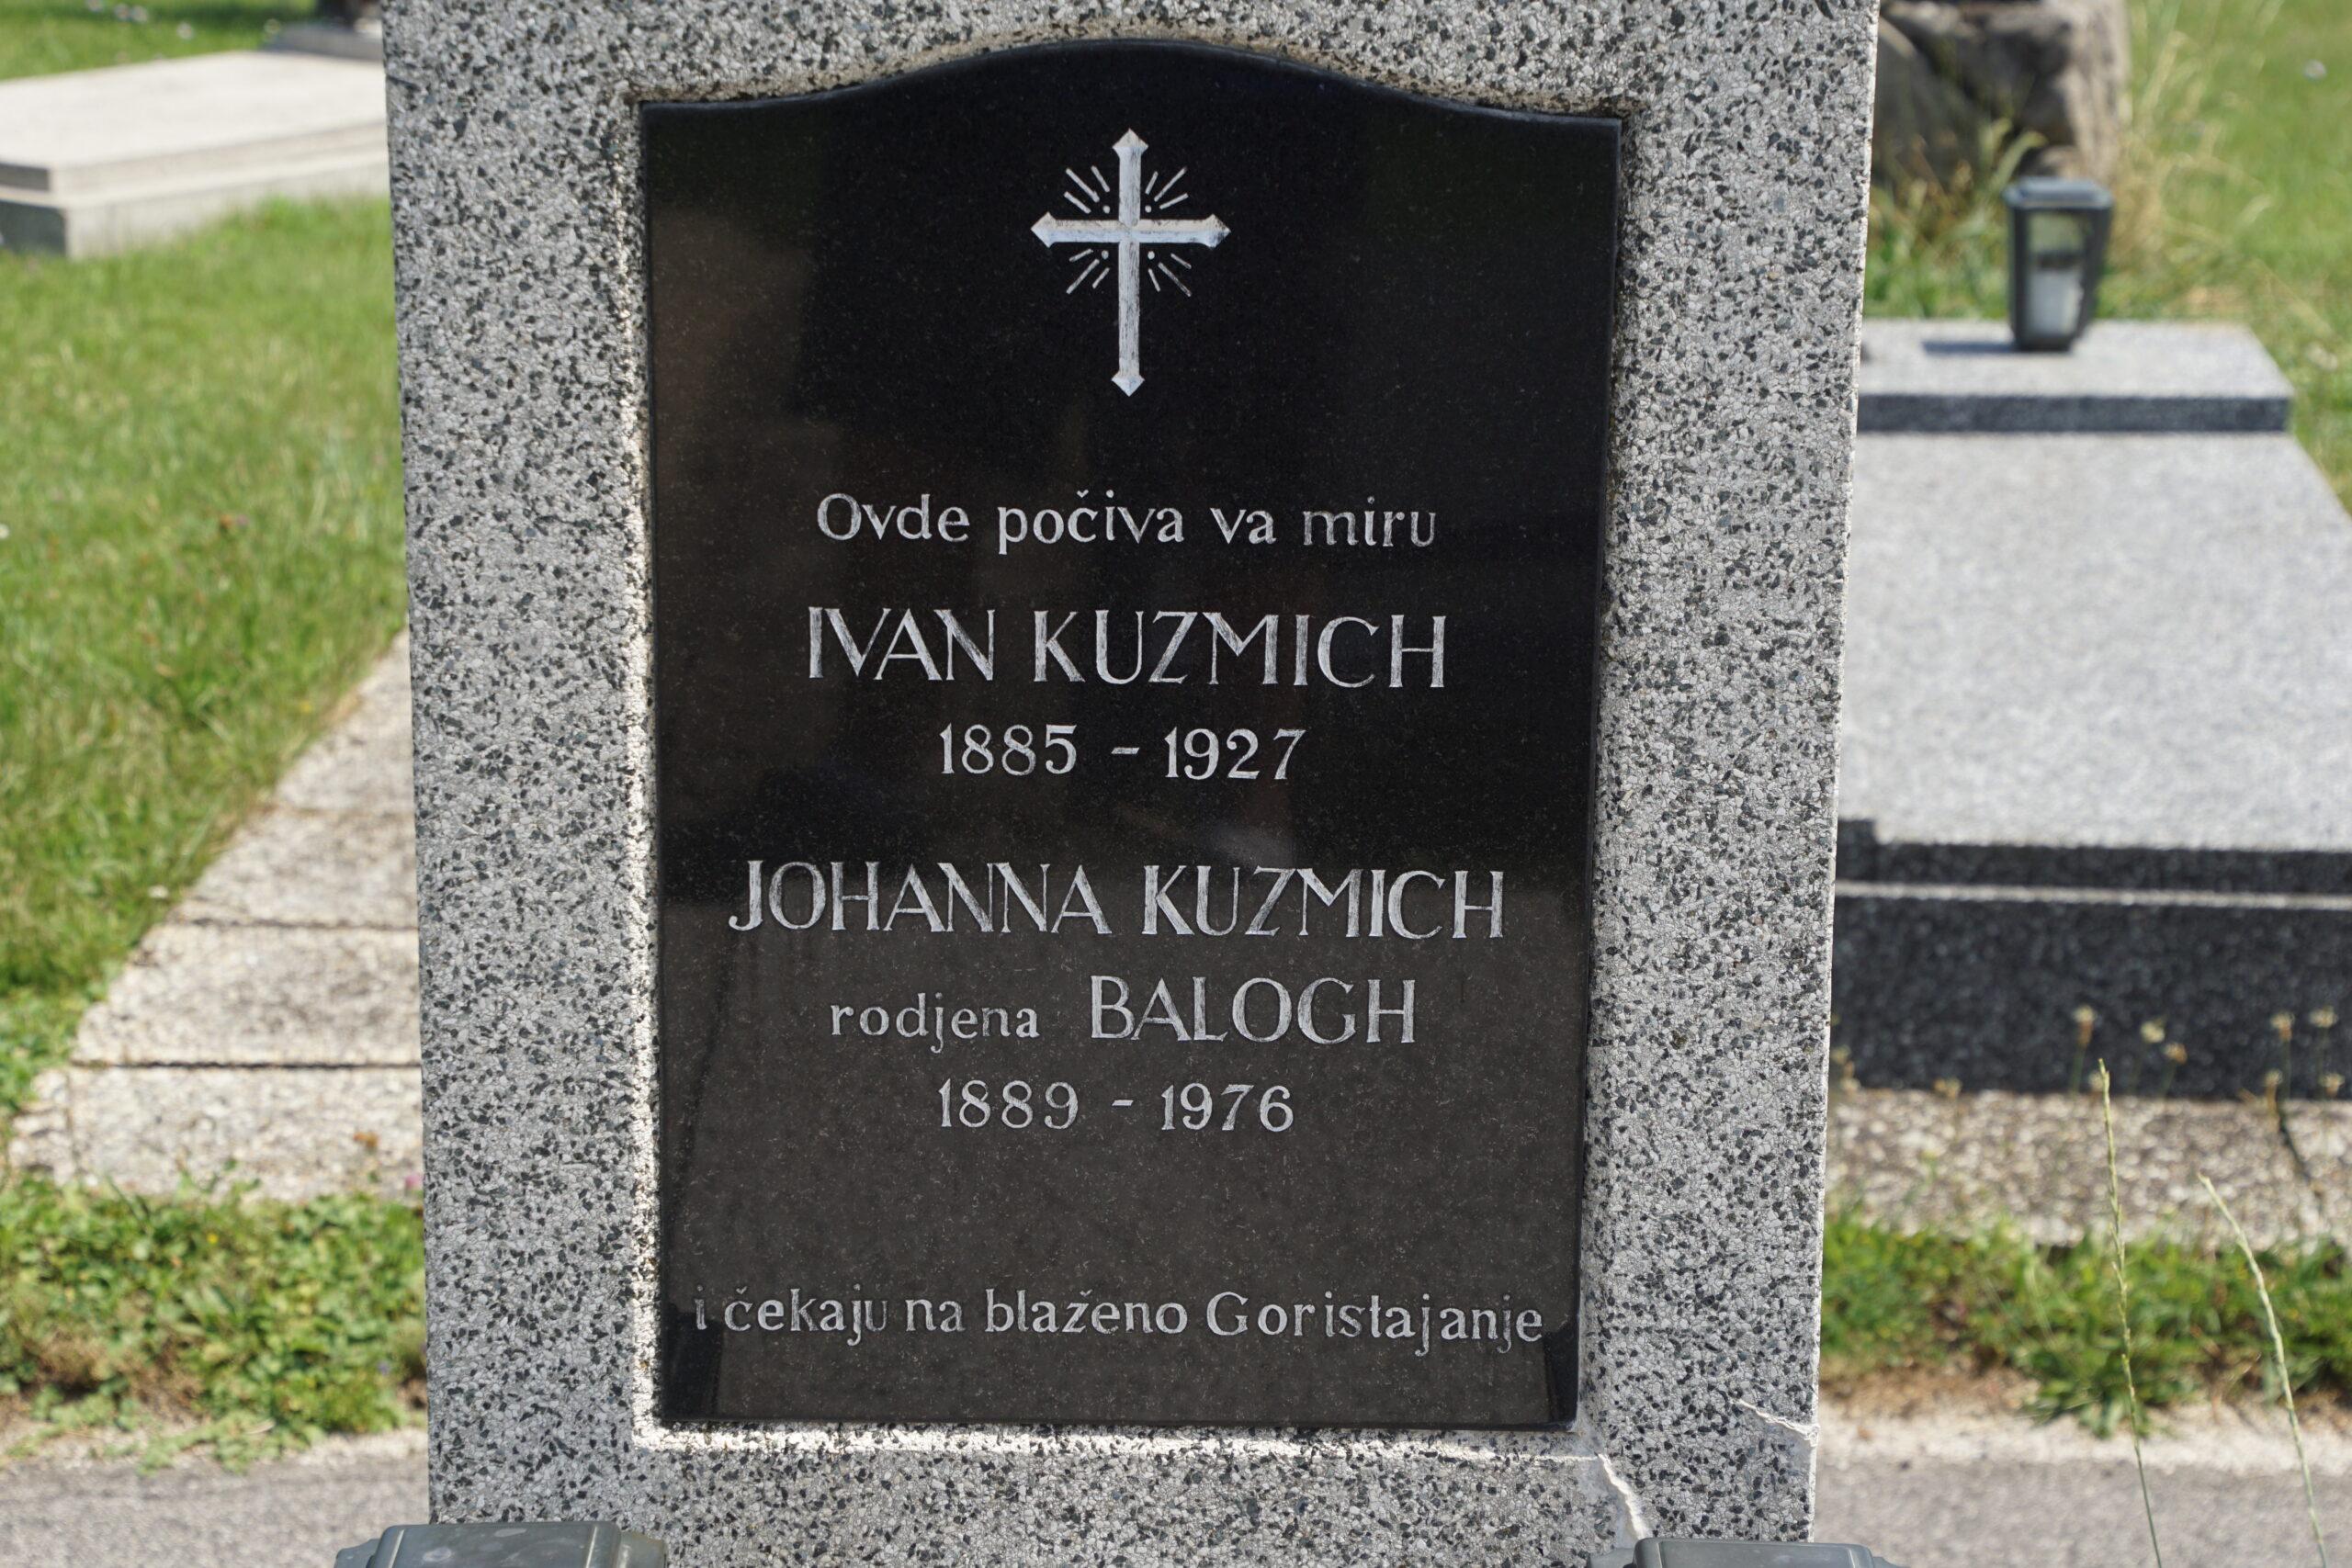 Ovde počiva va miru
IVAN KUZMICH
1885 - 1927
JOHANNA KUZMICH
rodjena BALOGH
1889 - 1976
i čekaju na blaženo Goristajanje